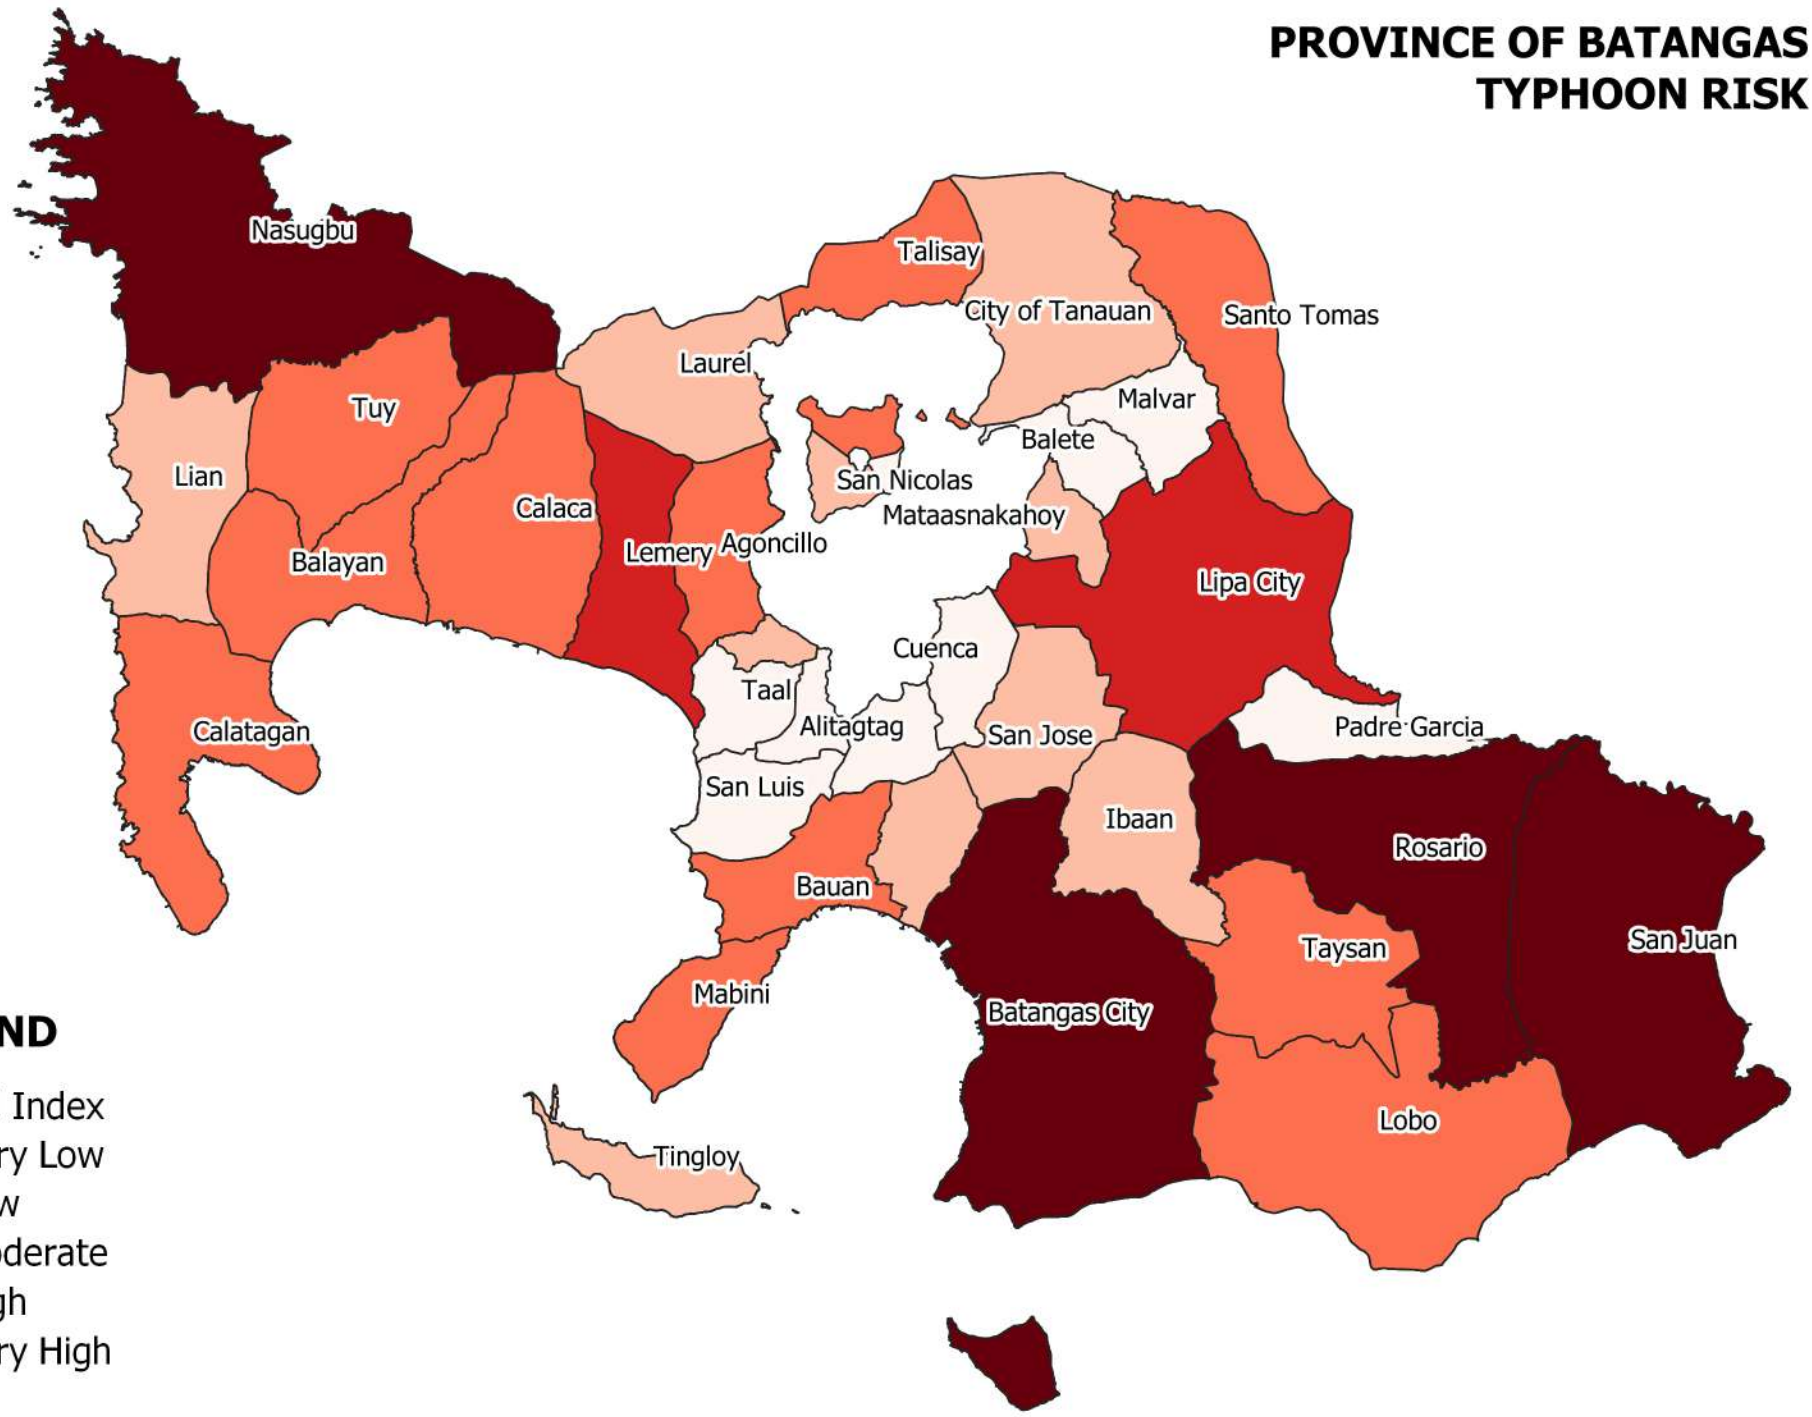 PROVINCE OF BATANGAS
TYPHOON RISK
Nasugbu
Talisay
City of Tanauan
Santo Tomas
Laurel
Malvar
Tuy
Balete
Lian
San Nicolas
Calaca
Mataasnakahoy
Lemery
Agoncillo
Balayan
Lipa City
Cuenca
Taal
Calatagan
Alitagtag
San Jose
Padre Garcia
San Luis
Ibaan
Rosario
Bauan
San Juan
Taysan
Mabini
Batangas City
ND
Index
ry Low
Lobo
w
Tingloy
derate
gh
ry High